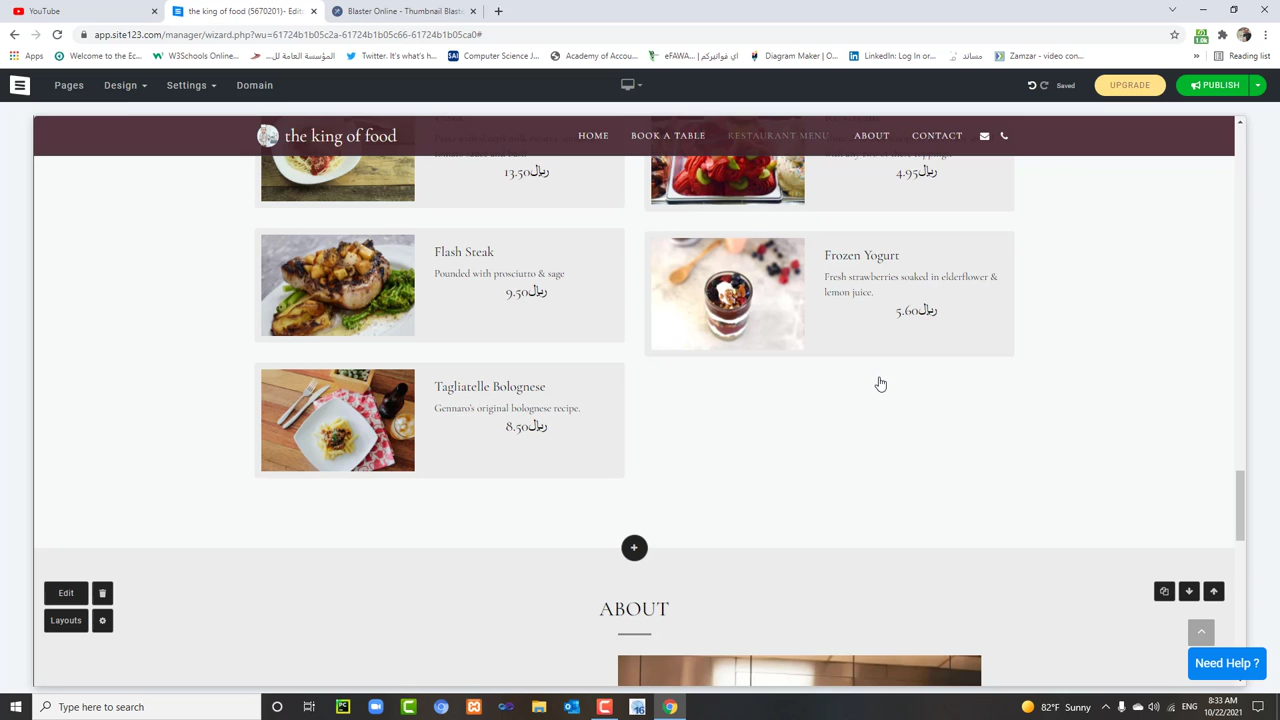 YouTube
the king of food (5670201)- Edit
Blaster Online - Thumbnail Blaste
app.site123.com/manager/wizard.php?wu=61724b1b05c2a-61724b1b05c66-61724b1b05ca0#
Apps
Welcome to the Ec...
W3Schools Online...
المؤسسة العامة لل...
Twitter. It's what's h...
SAI
Computer Science J...
Academy of Accou...
eFAWA... اي فواتيركم
Diagram Maker | O...
LinkedIn: Log In or...
مساند
Zamzar - video con...
»
Reading list
Pages
Design
Settings
Domain
Saved
UPGRADE
PUBLISH
the king of food
HOME
BOOK A TABLE
RESTAURANT MENU
ABOUT
CONTACT
13.50ريال
4.95ريال
Flash Steak
Pounded with prosciutto & sage
9.50ريال
Frozen Yogurt
Fresh strawberries soaked in elderflower &
lemon juice.
5.60ريال
Tagliatelle Bolognese
Gennaro's original bolognese recipe.
8.50ريال
Edit
Layouts
ABOUT
Need Help ?
Type here to search
82°F Sunny
ENG
8:33 AM
10/22/2021